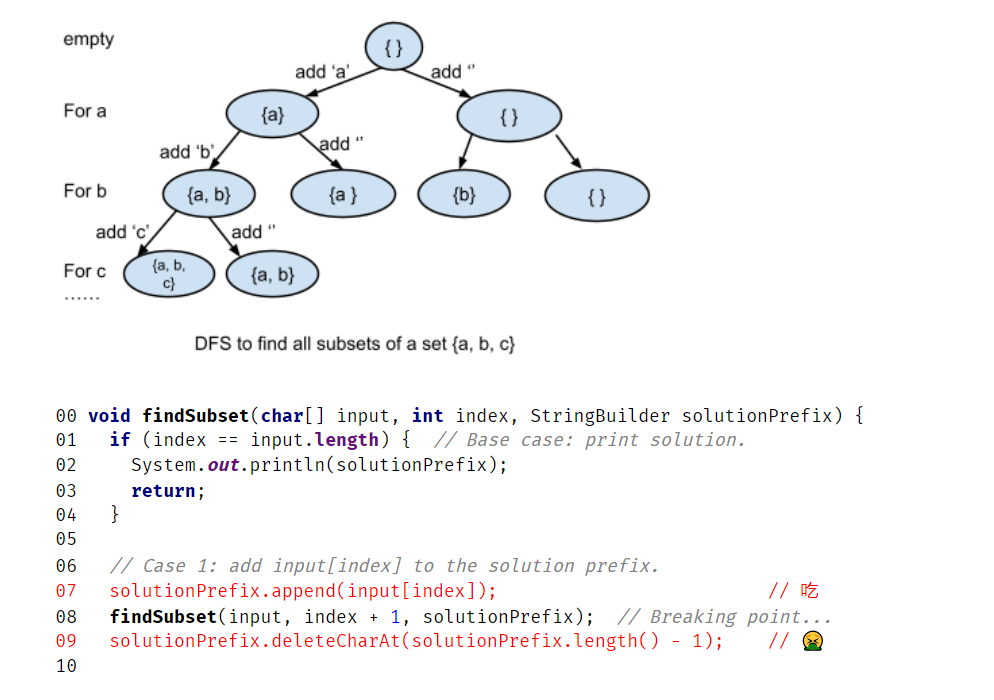 empty
{ }
add ‘a’ add ‘’
For a {a} { }
add ‘b’ add ‘’
For b {a, b} {a } {b} { }
add ‘c’ add ‘’
For c {a, b, c} {a, b}
......
DFS to find all subsets of a set {a, b, c}
00 void findSubset(char[] input, int index, StringBuilder solutionPrefix) {
01 if (index == input.length) { // Base case: print solution.
02 System.out.println(solutionPrefix);
03 return;
04 }
05
06 // Case 1: add input[index] to the solution prefix.
07 solutionPrefix.append(input[index]); // 吃
08 findSubset(input, index + 1, solutionPrefix); // Breaking point...
09 solutionPrefix.deleteCharAt(solutionPrefix.length() - 1); // 🤮
10